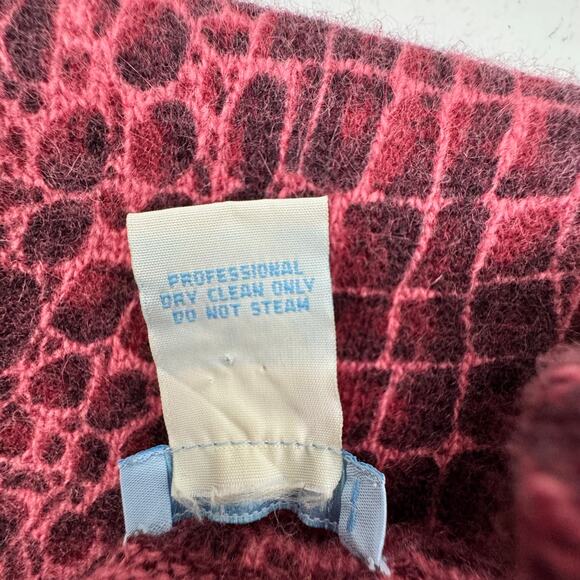 PROFESSIONAL
DRY CLEAN ONLY
DO NOT STEAM